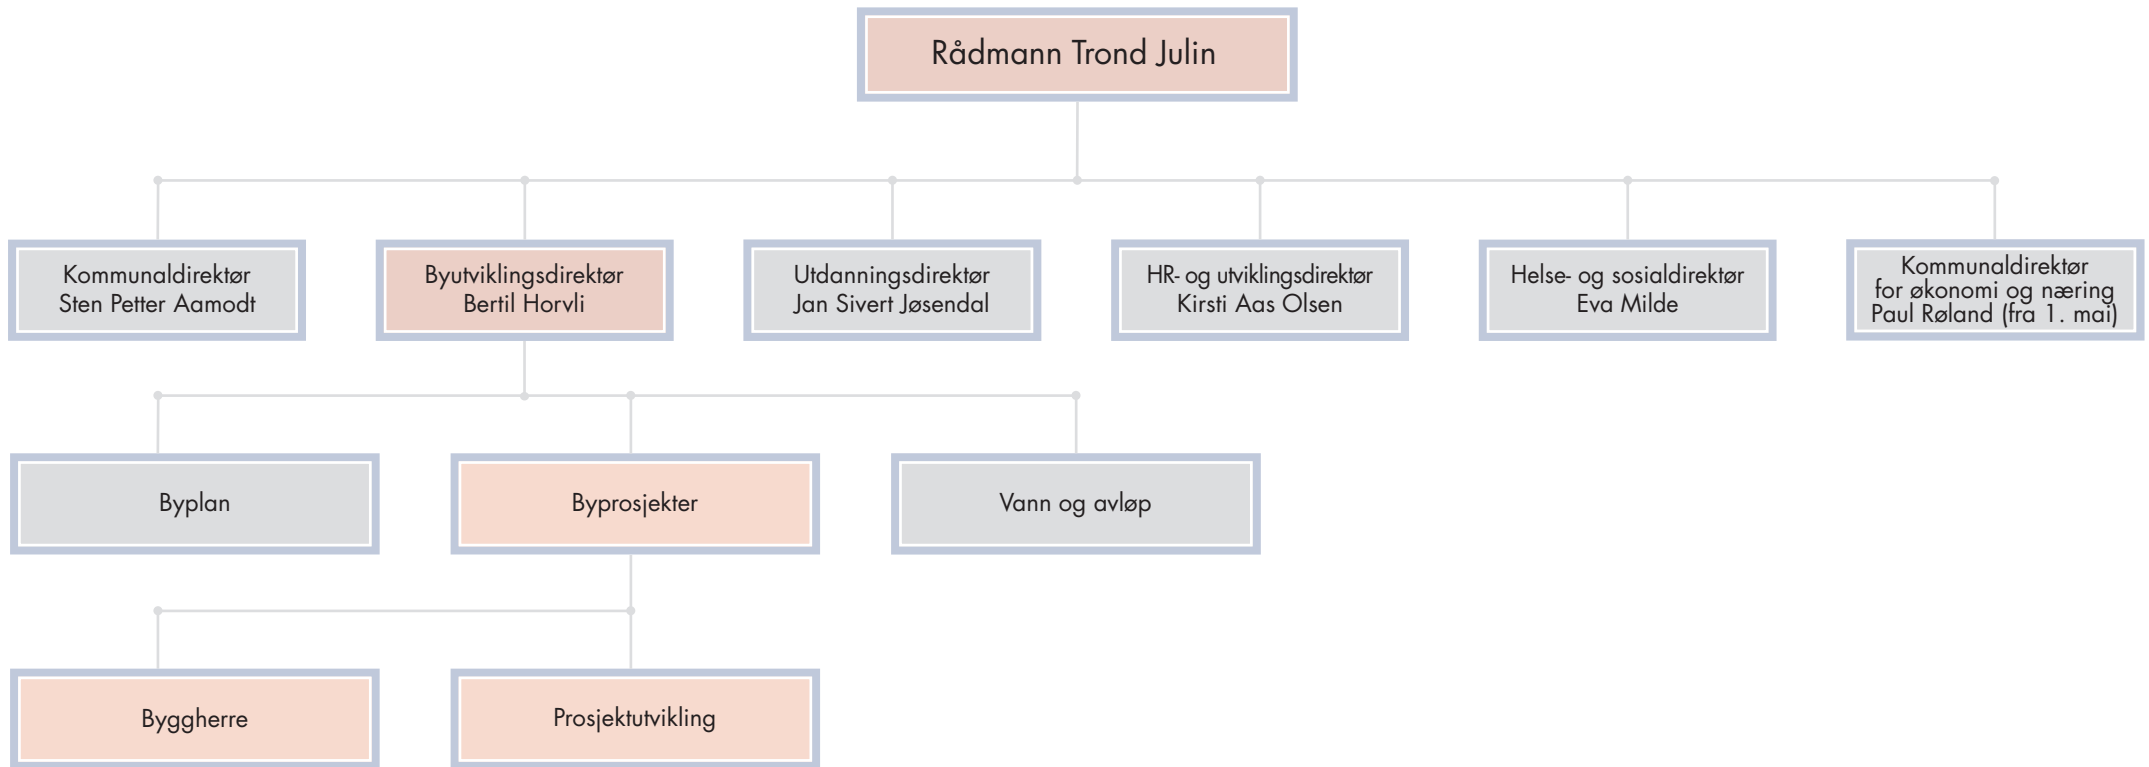 Rådmann Trond Julin
Kommunaldirektør
Sten Petter Aamodt
Byutviklingsdirektør
Bertil Horvli
Utdanningsdirektør
Jan Sivert Jøsendal
HR- og utviklingsdirektør
Kirsti Aas Olsen
Helse- og sosialdirektør
Eva Milde
Kommunaldirektør
for økonomi og næring
Paul Røland (fra 1. mai)
Byplan
Byprosjekter
Vann og avløp
Byggherre
Prosjektutvikling